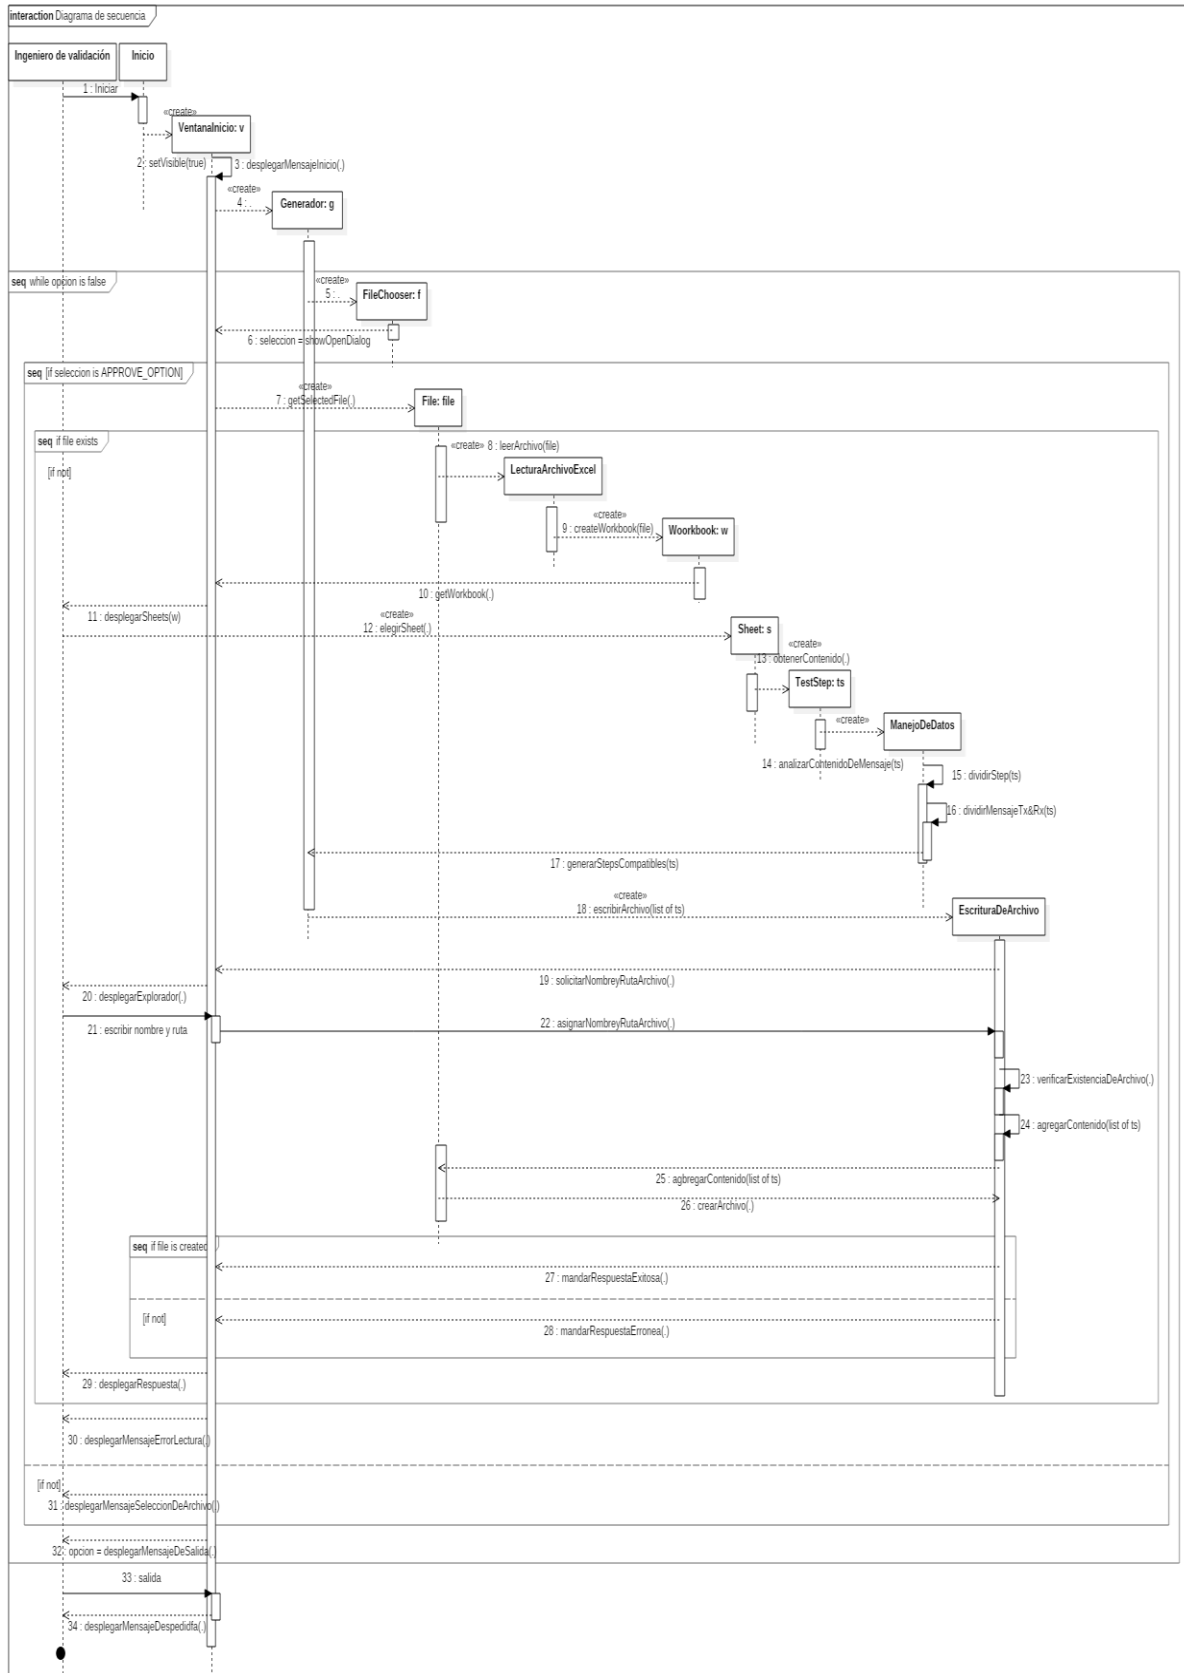 interaction Diagrama de secuencia
Ingeniero de validación
Inicio
1 : Iniciar
«create»
VentanaInicio: v
2 : setVisible(true)
3 : desplegarMensajeInicio(.)
«create»
4 : .
Generador: g
seq while opcion is false
«create»
5 : .
FileChooser: f
6 : seleccion = showOpenDialog
seq [if seleccion is APPROVE_OPTION]
«create»
7 : getSelectedFile(.)
File: file
seq if file exists
[if not]
«create» 8 : leerArchivo(file)
LecturaArchivoExcel
«create»
9 : createWorkbook(file)
Woorkbook: w
10 : getWorkbook(.)
11 : desplegarSheets(w)
«create»
12 : elegirSheet(.)
Sheet: s
«create»
13 : obtenerContenido(.)
TestStep: ts
«create»
ManejoDeDatos
14 : analizarContenidoDeMensaje(ts)
15 : dividirStep(ts)
16 : dividirMensajeTx&Rx(ts)
17 : generarStepsCompatibles(ts)
«create»
18 : escribirArchivo(list of ts)
EscrituraDeArchivo
19 : solicitarNombreyRutaArchivo(.)
20 : desplegarExplorador(.)
21 : escribir nombre y ruta
22 : asignarNombreyRutaArchivo(.)
23 : verificarExistenciaDeArchivo(.)
24 : agregarContenido(list of ts)
25 : agbregarContenido(list of ts)
26 : crearArchivo(.)
seq if file is created
27 : mandarRespuestaExitosa(.)
[if not]
28 : mandarRespuestaErronea(.)
29 : desplegarRespuesta(.)
30 : desplegarMensajeErrorLectura(.)
[if not]
31 : desplegarMensajeSeleccionDeArchivo(.)
32 : opcion = desplegarMensajeDeSalida(.)
33 : salida
34 : desplegarMensajeDespedidfa(.)